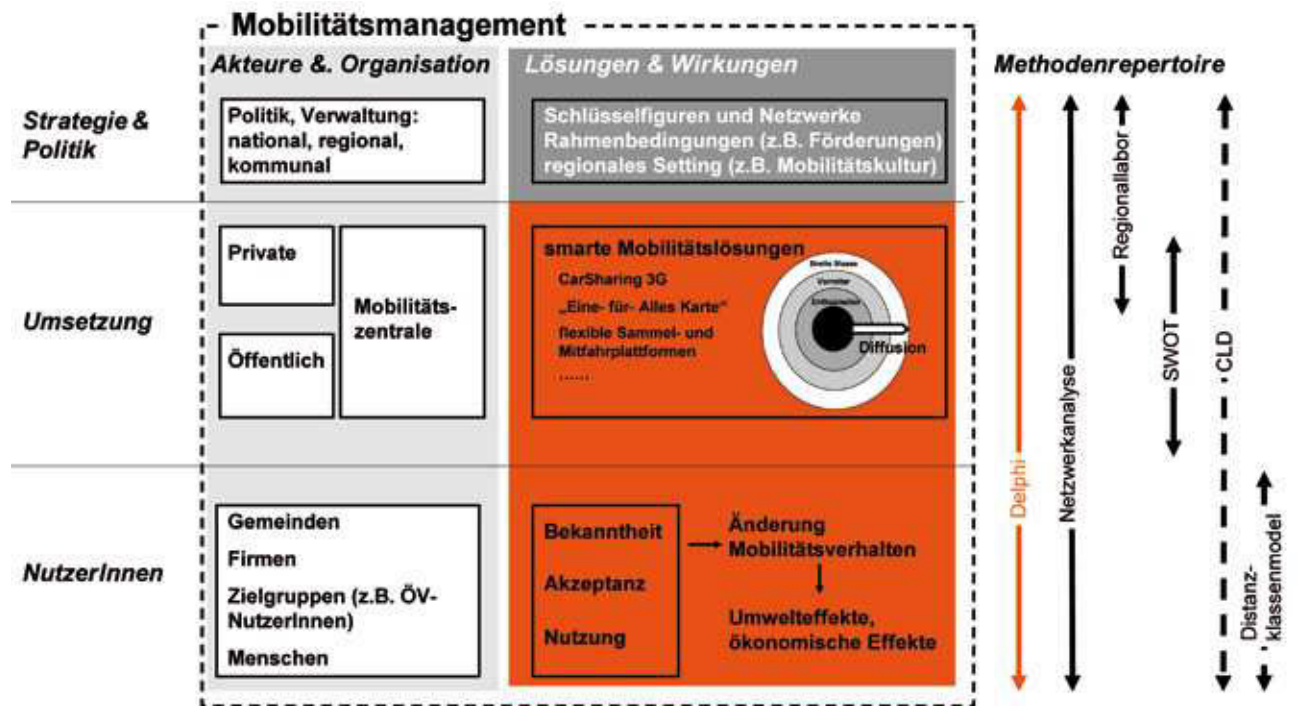 Mobilitätsmanagement
Akteure &. Organisation
Lösungen & Wirkungen
Methodenrepertoire
Strategie &
Politik
Politik, Verwaltung:
national, regional,
kommunal
Schlüsselfiguren und Netzwerke
Rahmenbedingungen (z.B. Förderungen)
regionales Setting (z.B. Mobilitätskultur)
Umsetzung
Private
Öffentlich
Mobilitäts-
zentrale
smarte Mobilitätslösungen
CarSharing 3G
„Eine- für- Alles Karte“
flexible Sammel- und
Mitfahrplattformen
......
Breite Masse
Vorreiter
Diffusion
NutzerInnen
Gemeinden
Firmen
Zielgruppen (z.B. ÖV-
NutzerInnen)
Menschen
Bekanntheit
Akzeptanz
Nutzung
Änderung
Mobilitätsverhalten
Umwelteffekte,
ökonomische Effekte
Delphi
Netzwerkanalyse
Regionallabor
SWOT
CLD
Distanz-
klassenmodel